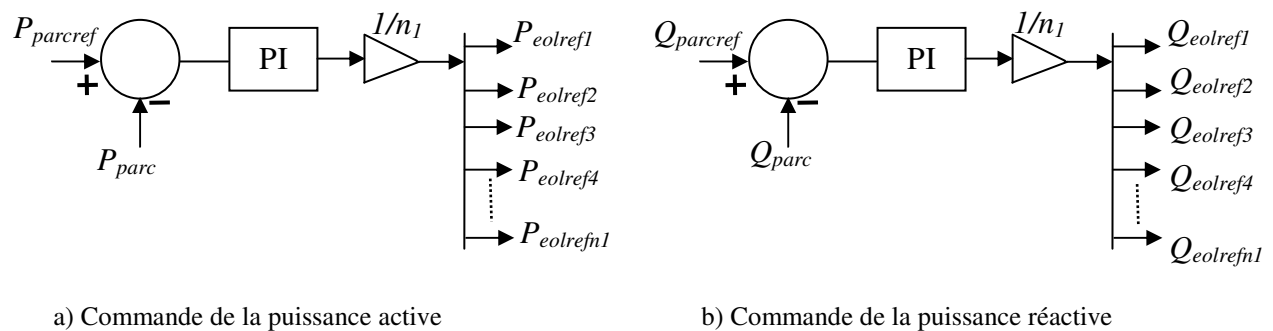 P_parcref
+
−
P_parc
PI
1/n_1
P_eolref1
P_eolref2
P_eolref3
P_eolref4
P_eolrefn1
a) Commande de la puissance active
Q_parcref
+
−
Q_parc
PI
1/n_1
Q_eolref1
Q_eolref2
Q_eolref3
Q_eolref4
Q_eolrefn1
b) Commande de la puissance réactive